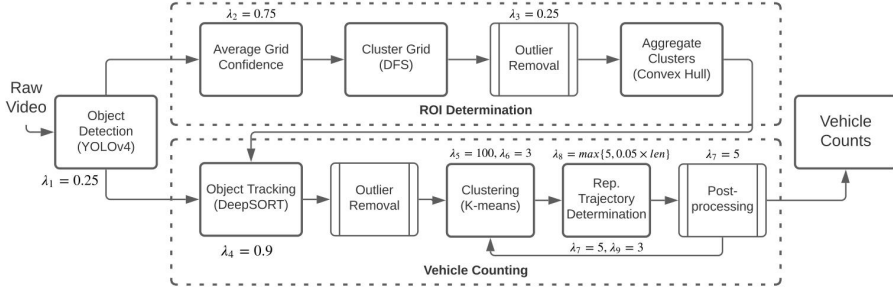 Raw
Video
Object
Detection
(YOLOv4)
λ₁ = 0.25
λ₂ = 0.75
Average Grid
Confidence
Cluster Grid
(DFS)
λ₃ = 0.25
Outlier
Removal
Aggregate
Clusters
(Convex Hull)
ROI Determination
Object Tracking
(DeepSORT)
λ₄ = 0.9
Outlier
Removal
λ₅ = 100, λ₆ = 3
Clustering
(K-means)
λ₈ = max{5, 0.05 × len}
Rep.
Trajectory
Determination
λ₇ = 5
Post-
processing
λ₇ = 5, λ₉ = 3
Vehicle Counting
Vehicle
Counts